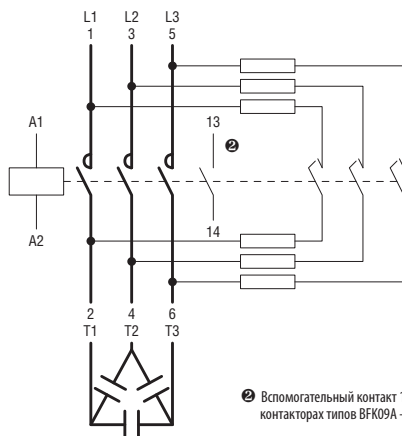 L1 L2 L3
1 3 5
A1
13
❷
A2
14
2 4 6
T1 T2 T3
❷ Вспомогательный контакт
контакторах типов BFK09A -